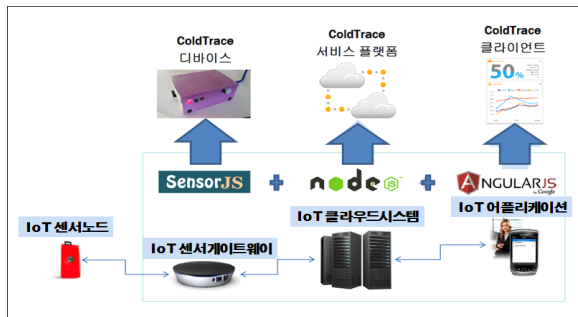 ColdTrace
디바이스
ColdTrace
서비스 플랫폼
ColdTrace
클라이언트
50%
SensorJS
node JS
ANGULARJS
by Google
IoT 센서노드
IoT 센서게이트웨이
IoT 클라우드시스템
IoT 어플리케이션